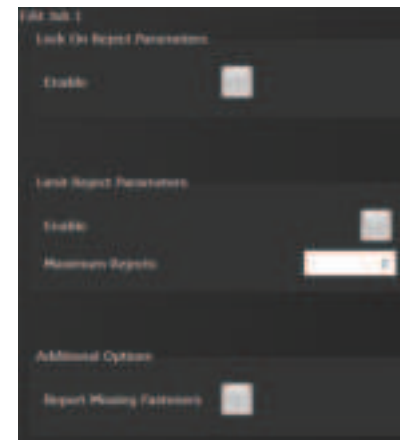 Edit Job 1
Lock On Reject Parameters
Enable
Limit Reject Parameters
Enable
Maximum Rejects
Additional Options
Report Missing Fasteners